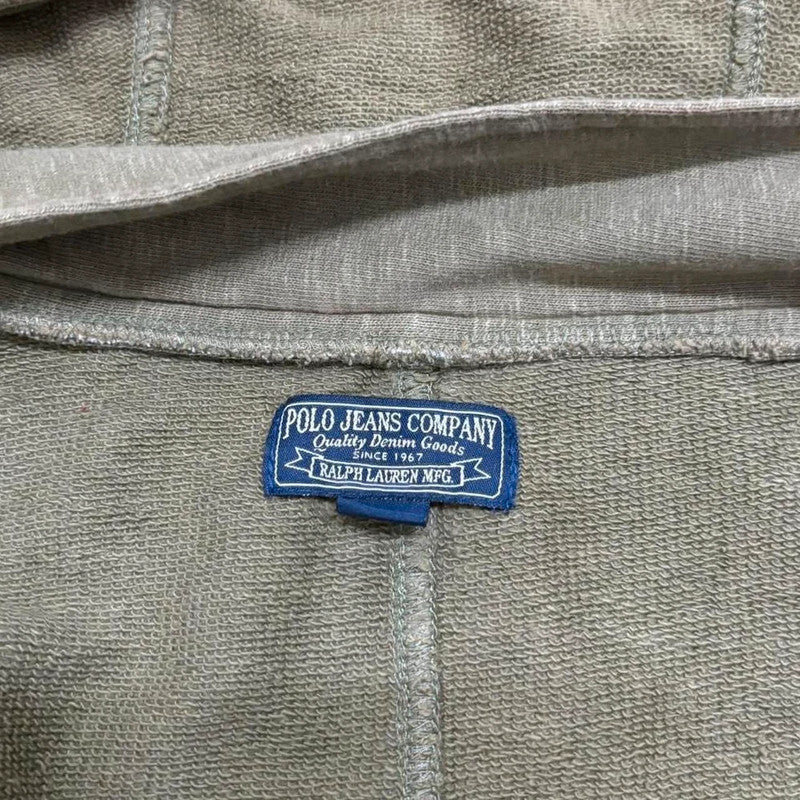 POLO JEANS COMPANY
Quality Denim Goods
SINCE 1967
RALPH LAUREN MFG.